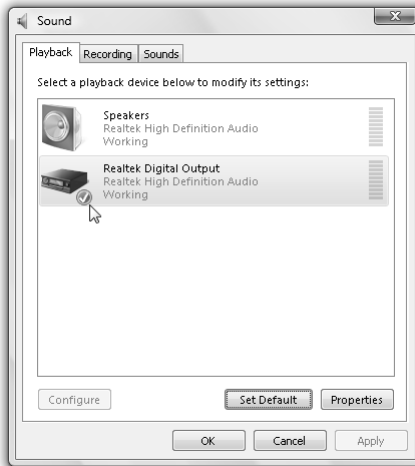 Sound
Playback Recording Sounds
Select a playback device below to modify its settings:
Speakers
Realtek High Definition Audio
Working
Realtek Digital Output
Realtek High Definition Audio
Working
Configure Set Default Properties
OK Cancel Apply